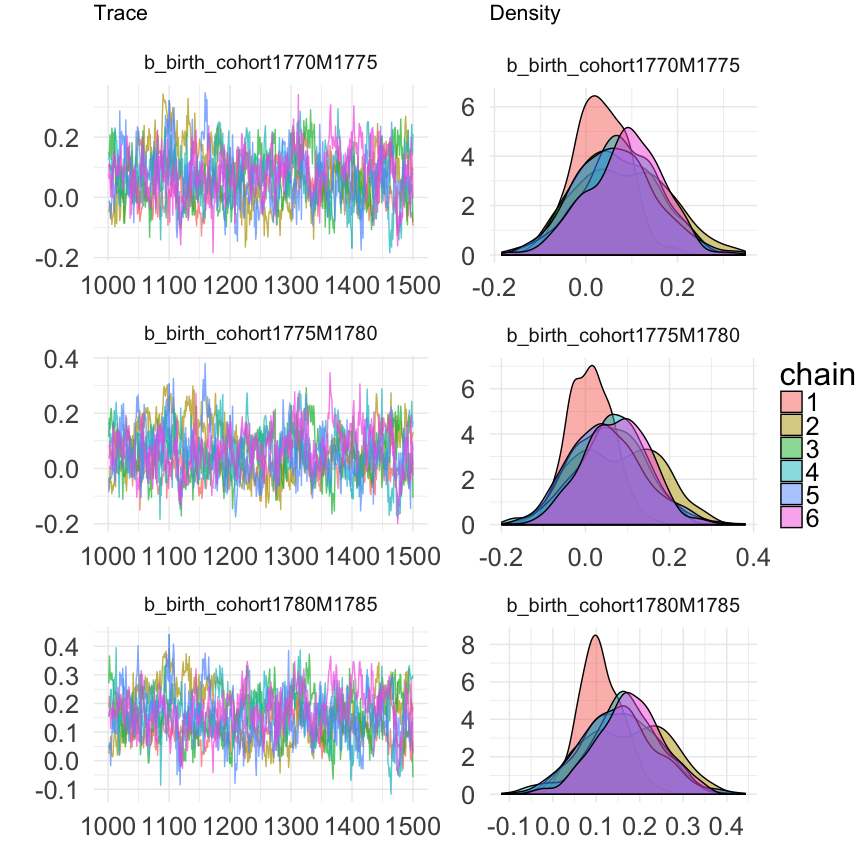 Trace
Density
b_birth_cohort1770M1775
0.2
0.0
-0.2
1000 1100 1200 1300 1400 1500
b_birth_cohort1770M1775
6
4
2
0
-0.2 0.0 0.2
b_birth_cohort1775M1780
0.4
0.2
0.0
-0.2
1000 1100 1200 1300 1400 1500
b_birth_cohort1775M1780
6
4
2
0
-0.2 0.0 0.2 0.4
b_birth_cohort1780M1785
0.4
0.3
0.2
0.1
0.0
-0.1
1000 1100 1200 1300 1400 1500
b_birth_cohort1780M1785
8
6
4
2
0
-0.1 0.0 0.1 0.2 0.3 0.4
chain
1
2
3
4
5
6